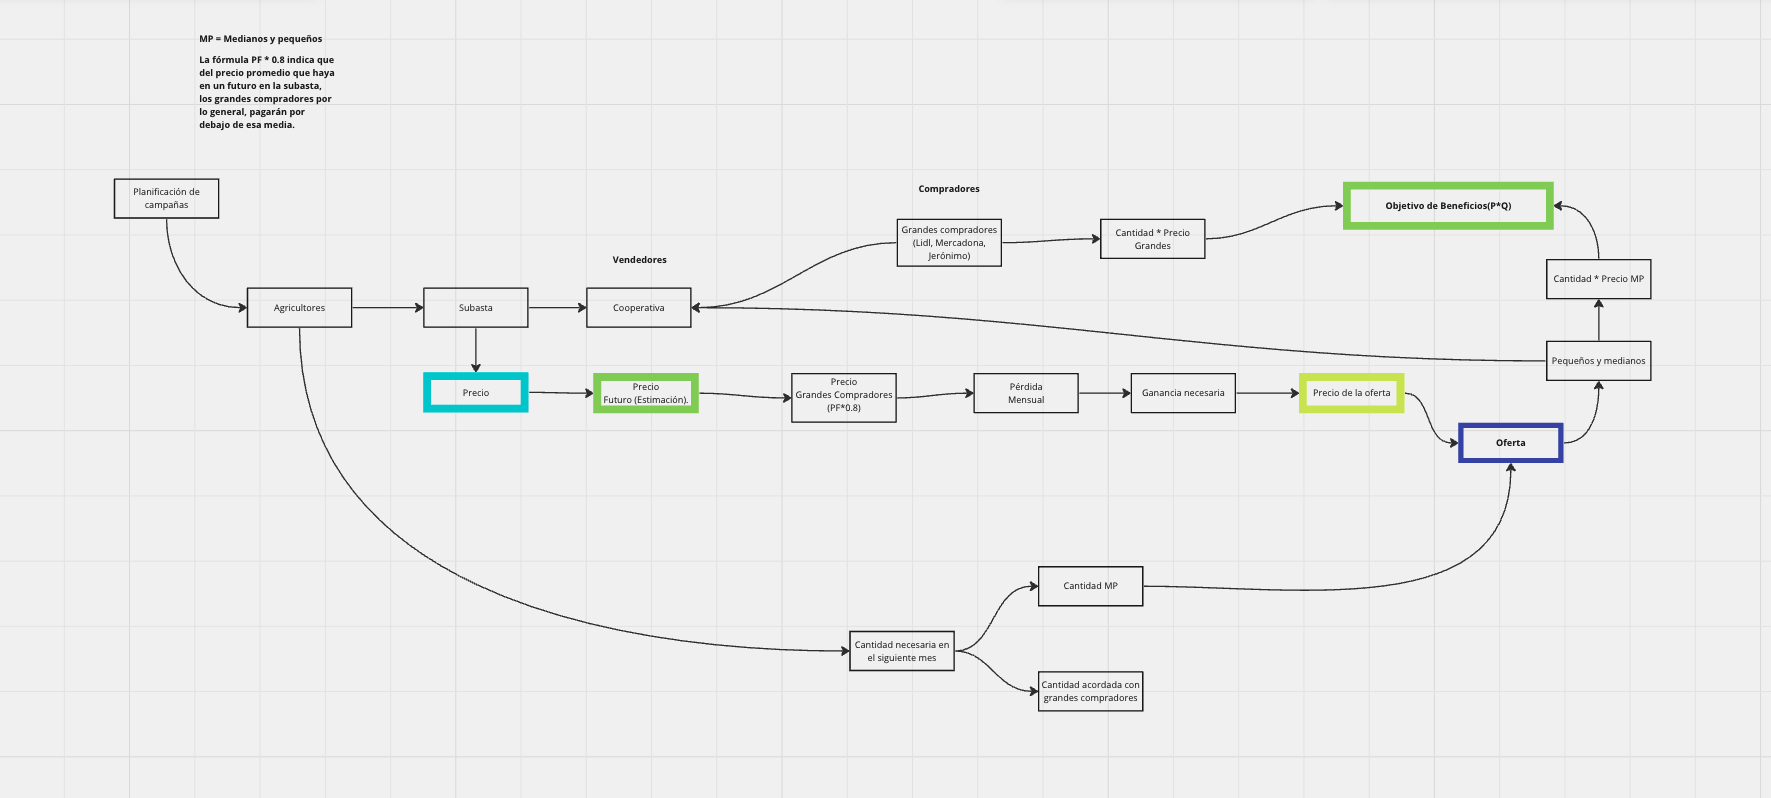 MP = Medianos y pequeños
La fórmula PF * 0.8 indica que
del precio promedio que haya
en un futuro en la subasta,
los grandes compradores por
lo general, pagarán por
debajo de esa media.
Planificación de
campañas
Compradores
Objetivo de Beneficios(P*Q)
Grandes compradores
(Lidl, Mercadona,
Jerónimo)
Cantidad * Precio
Grandes
Vendedores
Cantidad * Precio MP
Agricultores
Subasta
Cooperativa
Pequeños y medianos
Precio
Precio
Futuro (Estimación).
Precio
Grandes Compradores
(PF*0.8)
Pérdida
Mensual
Ganancia necesaria
Precio de la oferta
Oferta
Cantidad MP
Cantidad necesaria en
el siguiente mes
Cantidad acordada con
grandes compradores